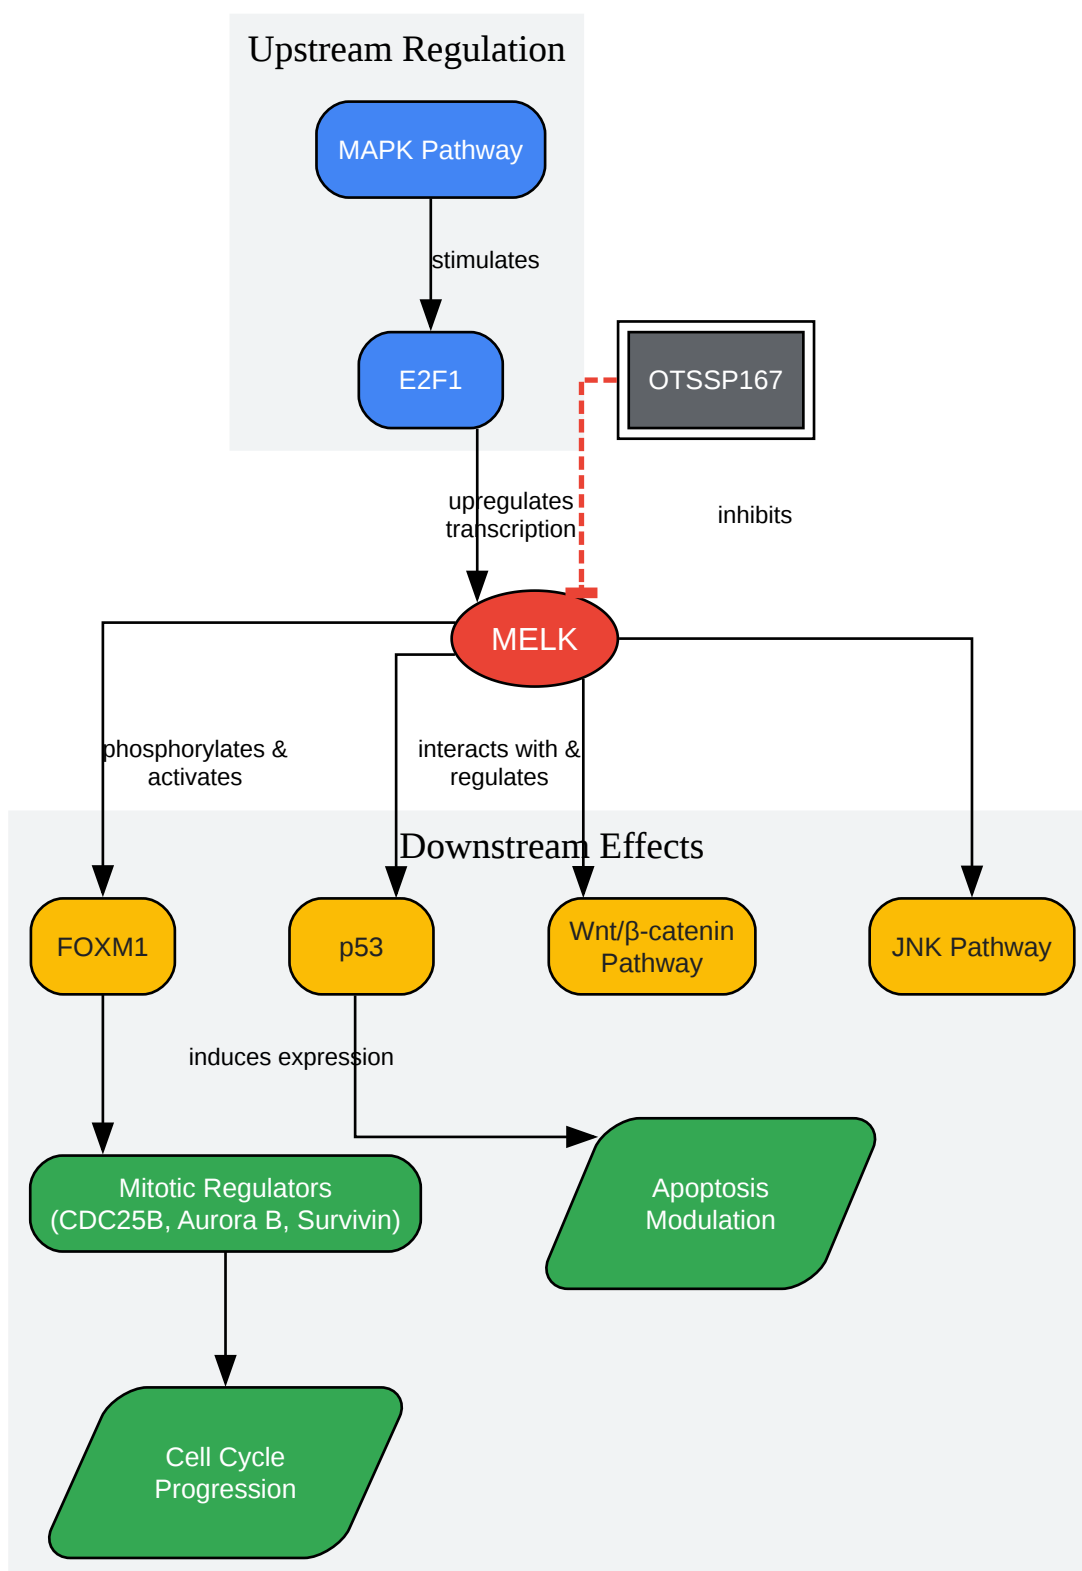 Upstream Regulation
MAPK Pathway
stimulates
E2F1
OTSSP167
upregulates
transcription
inhibits
MELK
phosphorylates &
activates
interacts with &
regulates
Downstream Effects
FOXM1
p53
Wnt/β-catenin
Pathway
JNK Pathway
induces expression
Mitotic Regulators
(CDC25B, Aurora B, Survivin)
Apoptosis
Modulation
Cell Cycle
Progression